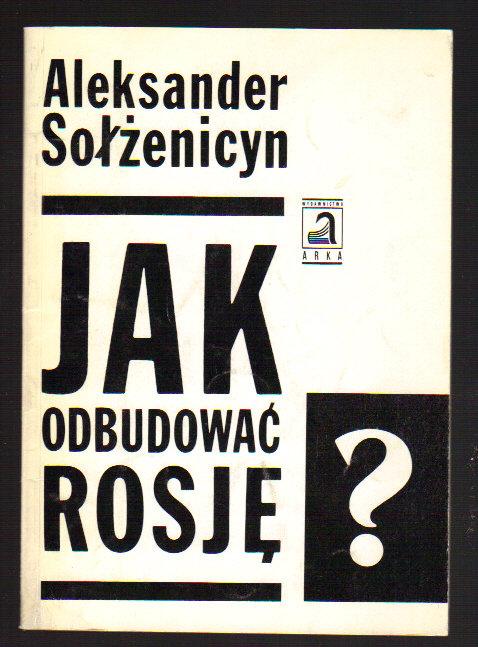 Aleksander
Sołżenicyn
WYDAWNICTWO
a
ARKA
JAK
ODBUDOWAĆ
ROSJĘ
?